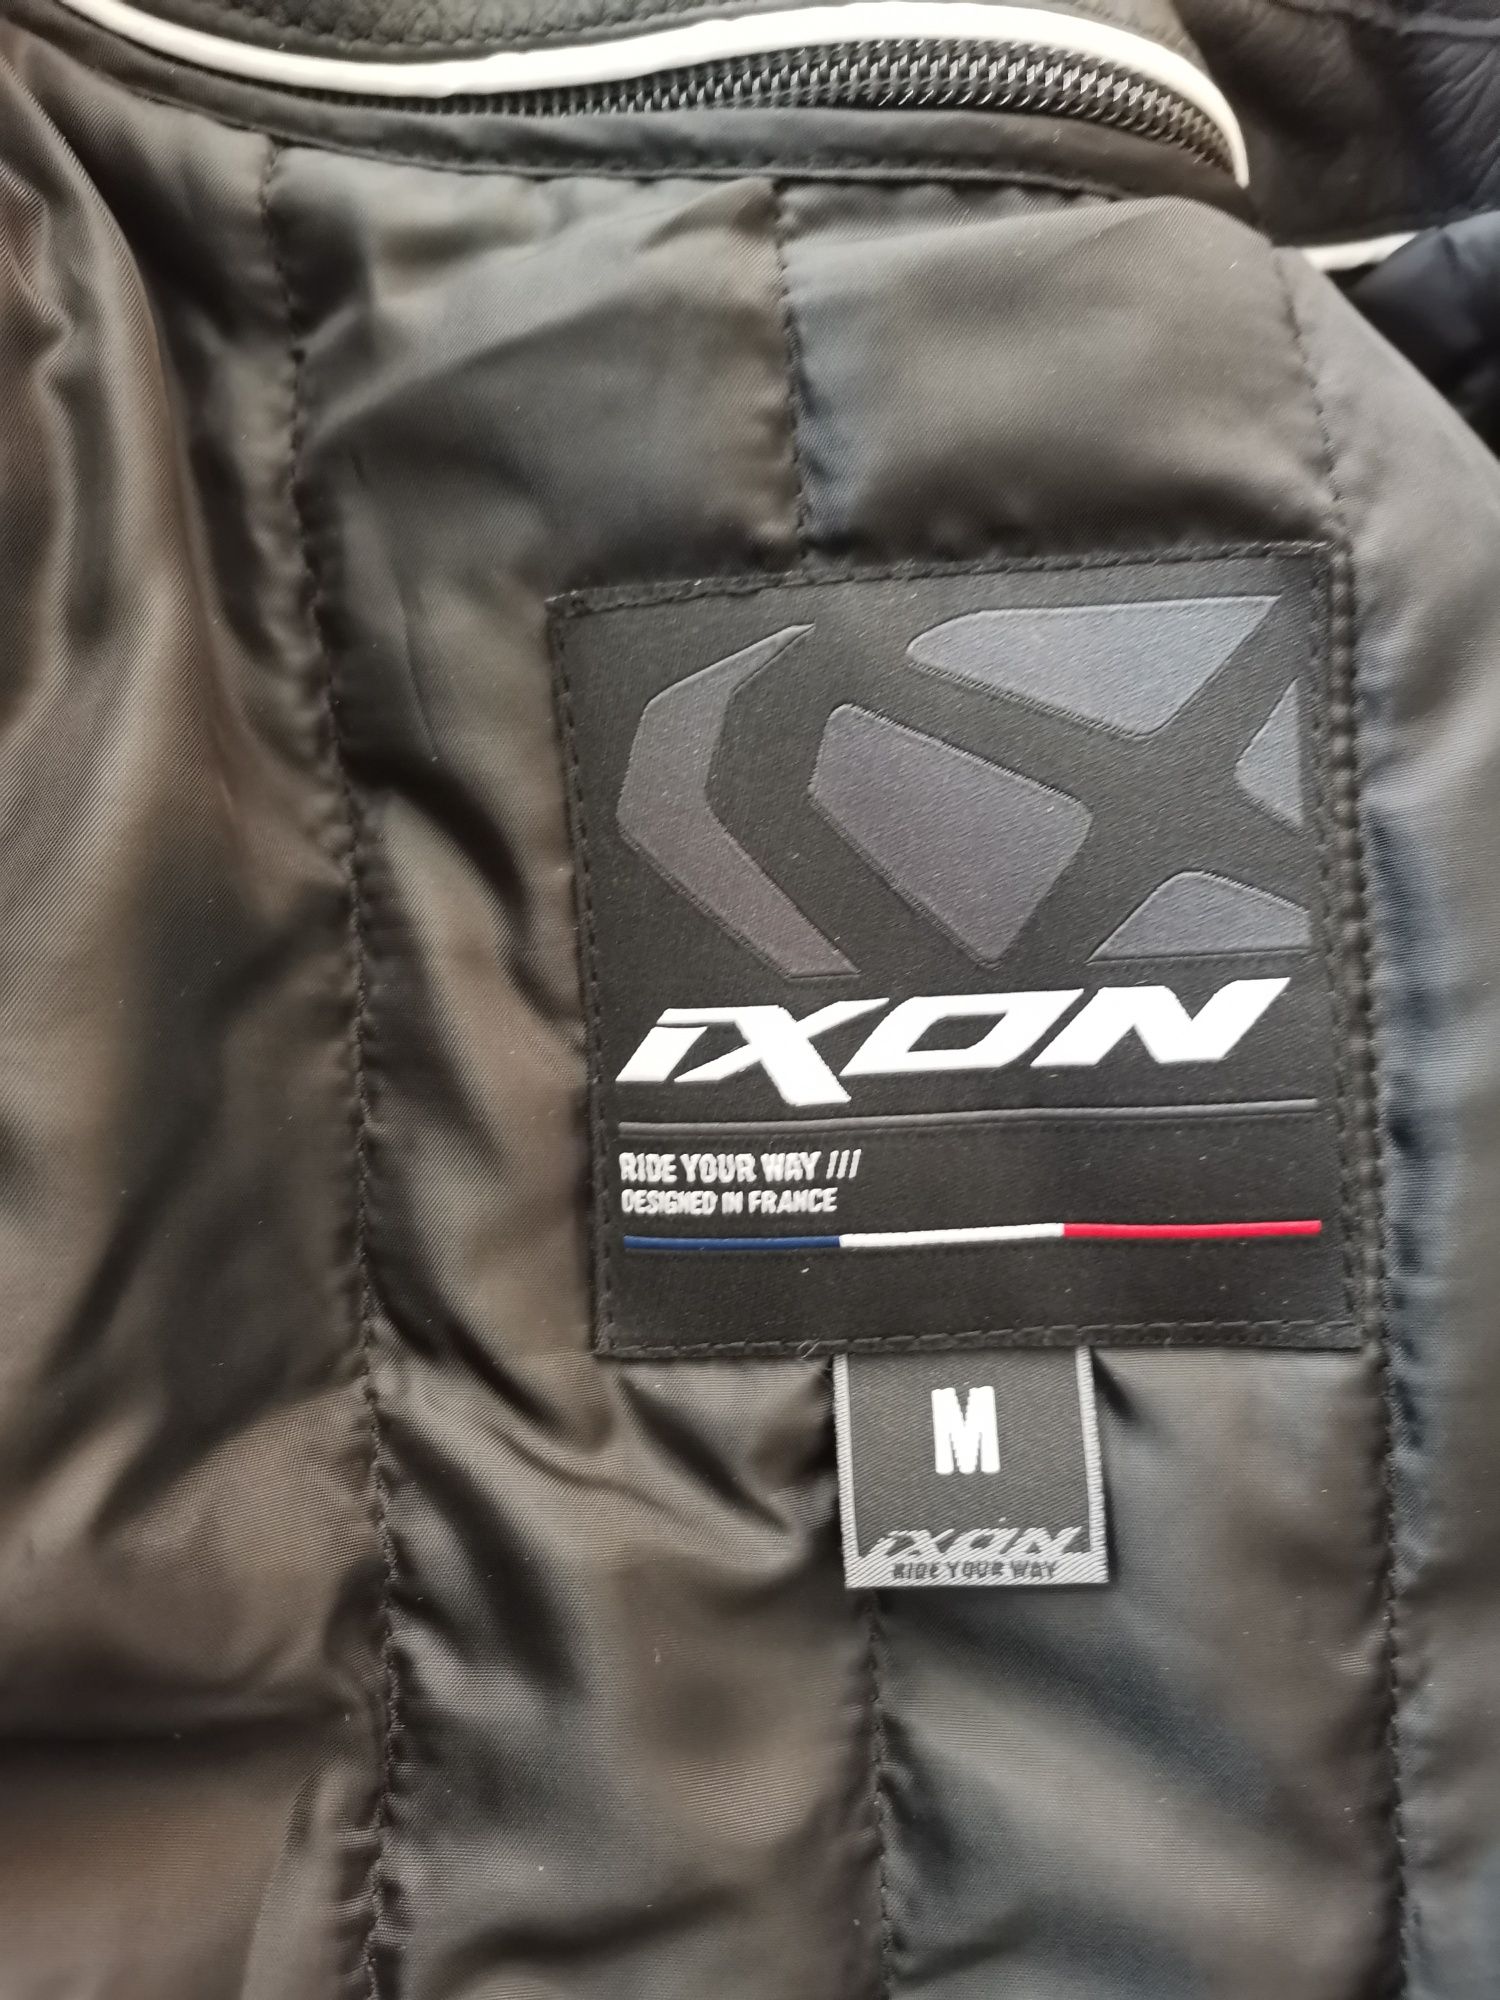 iXON
RIDE YOUR WAY ///
DESIGNED IN FRANCE
M
iXON
RIDE YOUR WAY